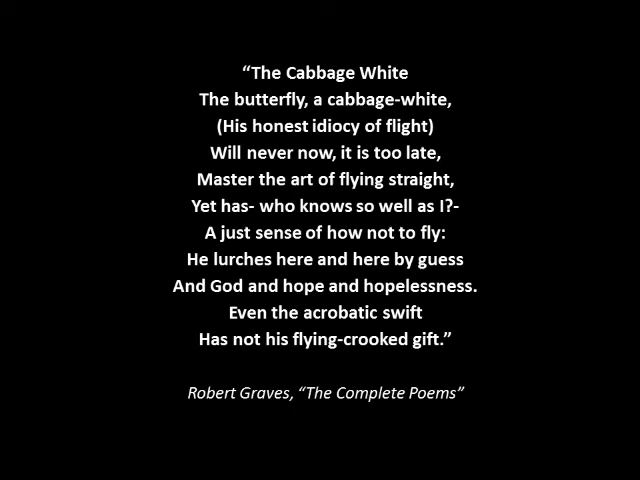 “The Cabbage White
The butterfly, a cabbage-white,
(His honest idiocy of flight)
Will never now, it is too late,
Master the art of flying straight,
Yet has- who knows so well as I?-
A just sense of how not to fly:
He lurches here and here by guess
And God and hope and hopelessness.
Even the acrobatic swift
Has not his flying-crooked gift.”
Robert Graves, “The Complete Poems”